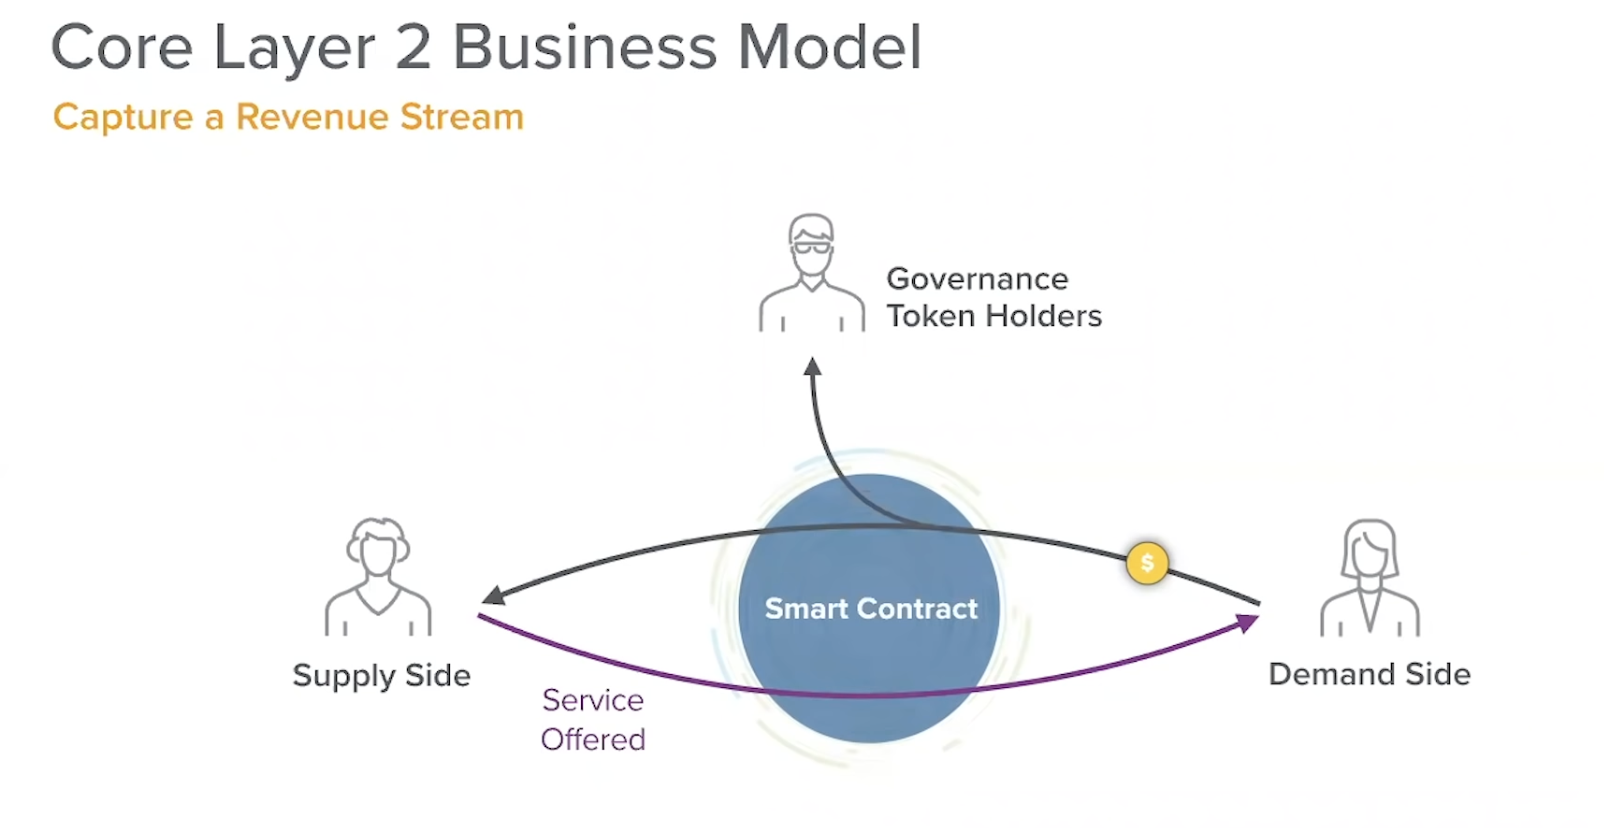 Core Layer 2 Business Model
Capture a Revenue Stream
Governance
Token Holders
$
Smart Contract
Supply Side
Demand Side
Service
Offered